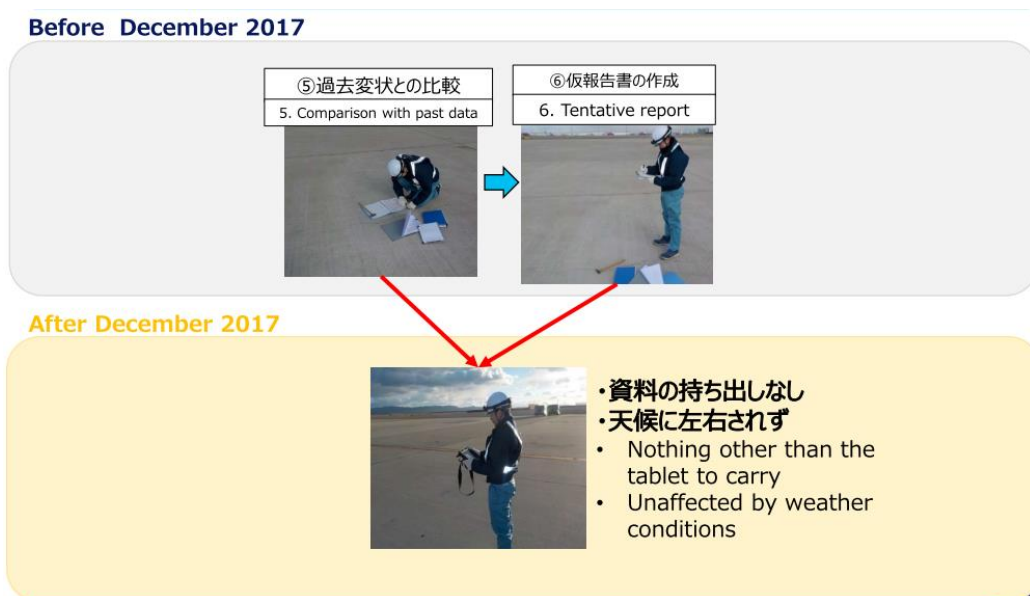 Before December 2017
⑤過去変状との比較
5. Comparison with past data
⑥仮報告書の作成
6. Tentative report
After December 2017
・資料の持ち出しなし
・天候に左右されず
• Nothing other than the
tablet to carry
• Unaffected by weather
conditions